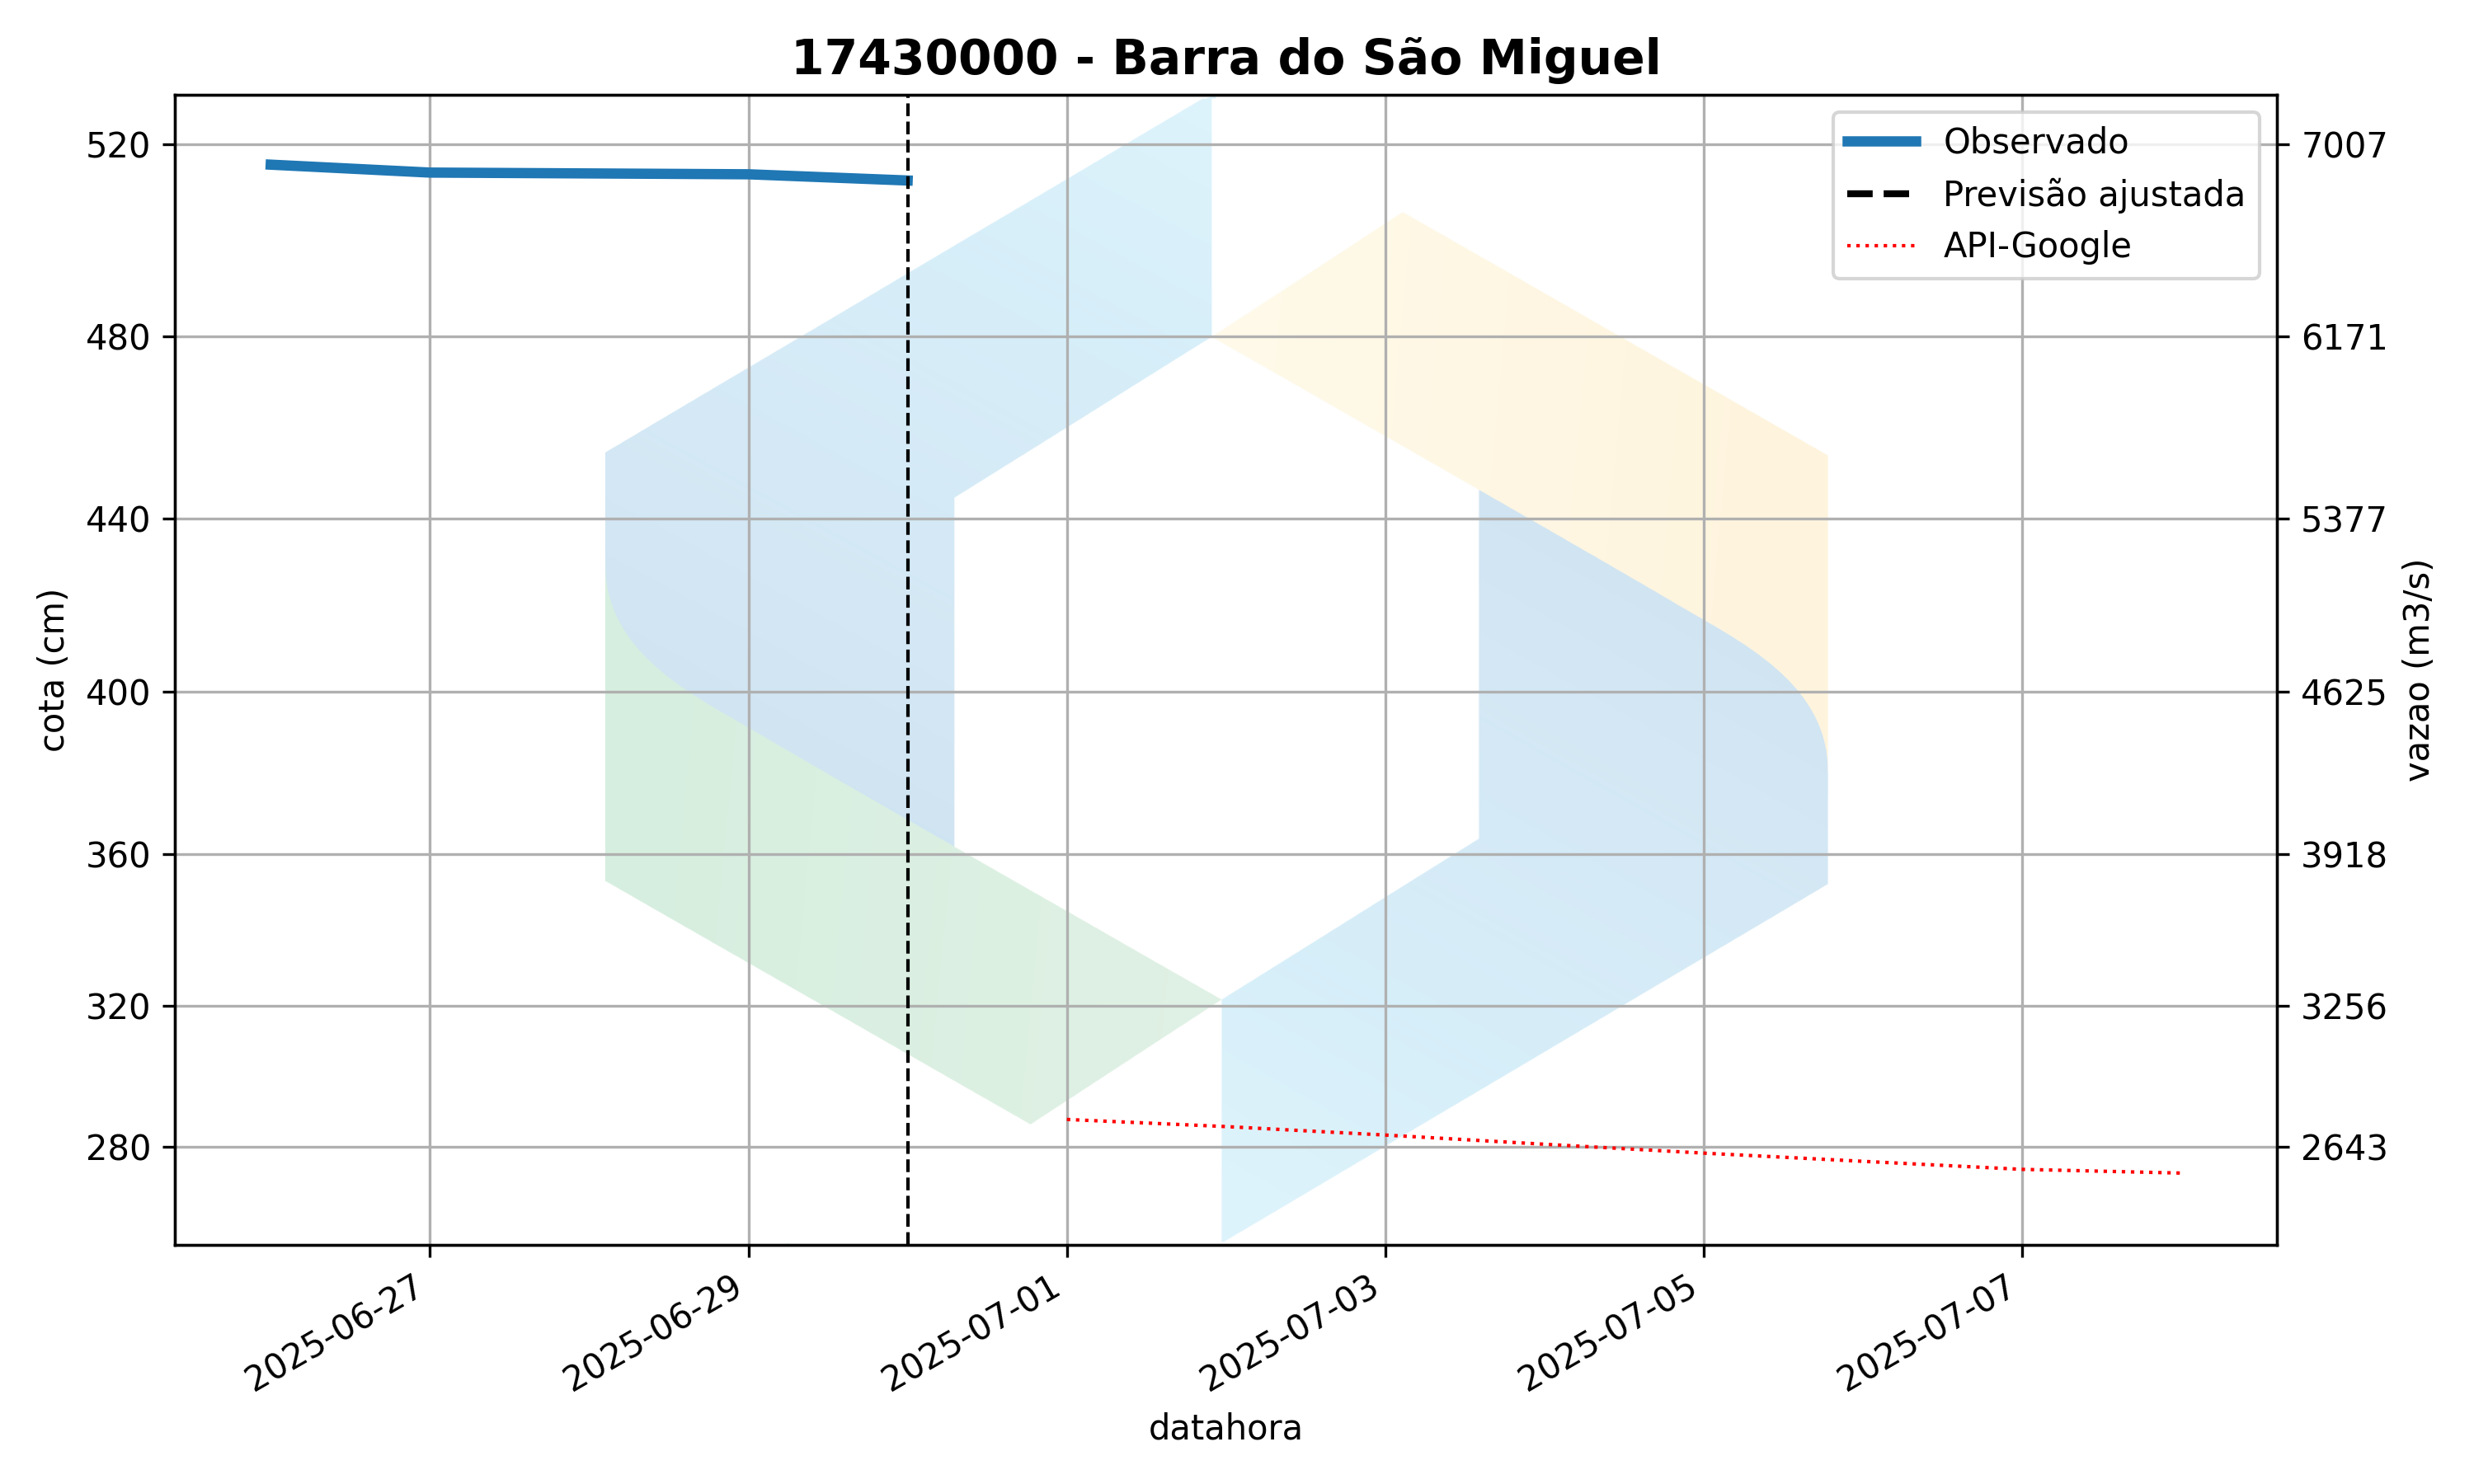 17430000 - Barra do São Miguel
Observado
Previsão ajustada
API-Google
520
480
440
400
360
320
280
cota (cm)
7007
6171
5377
4625
3918
3256
2643
vazao (m3/s)
2025-06-27
2025-06-29
2025-07-01
2025-07-03
2025-07-05
2025-07-07
datahora